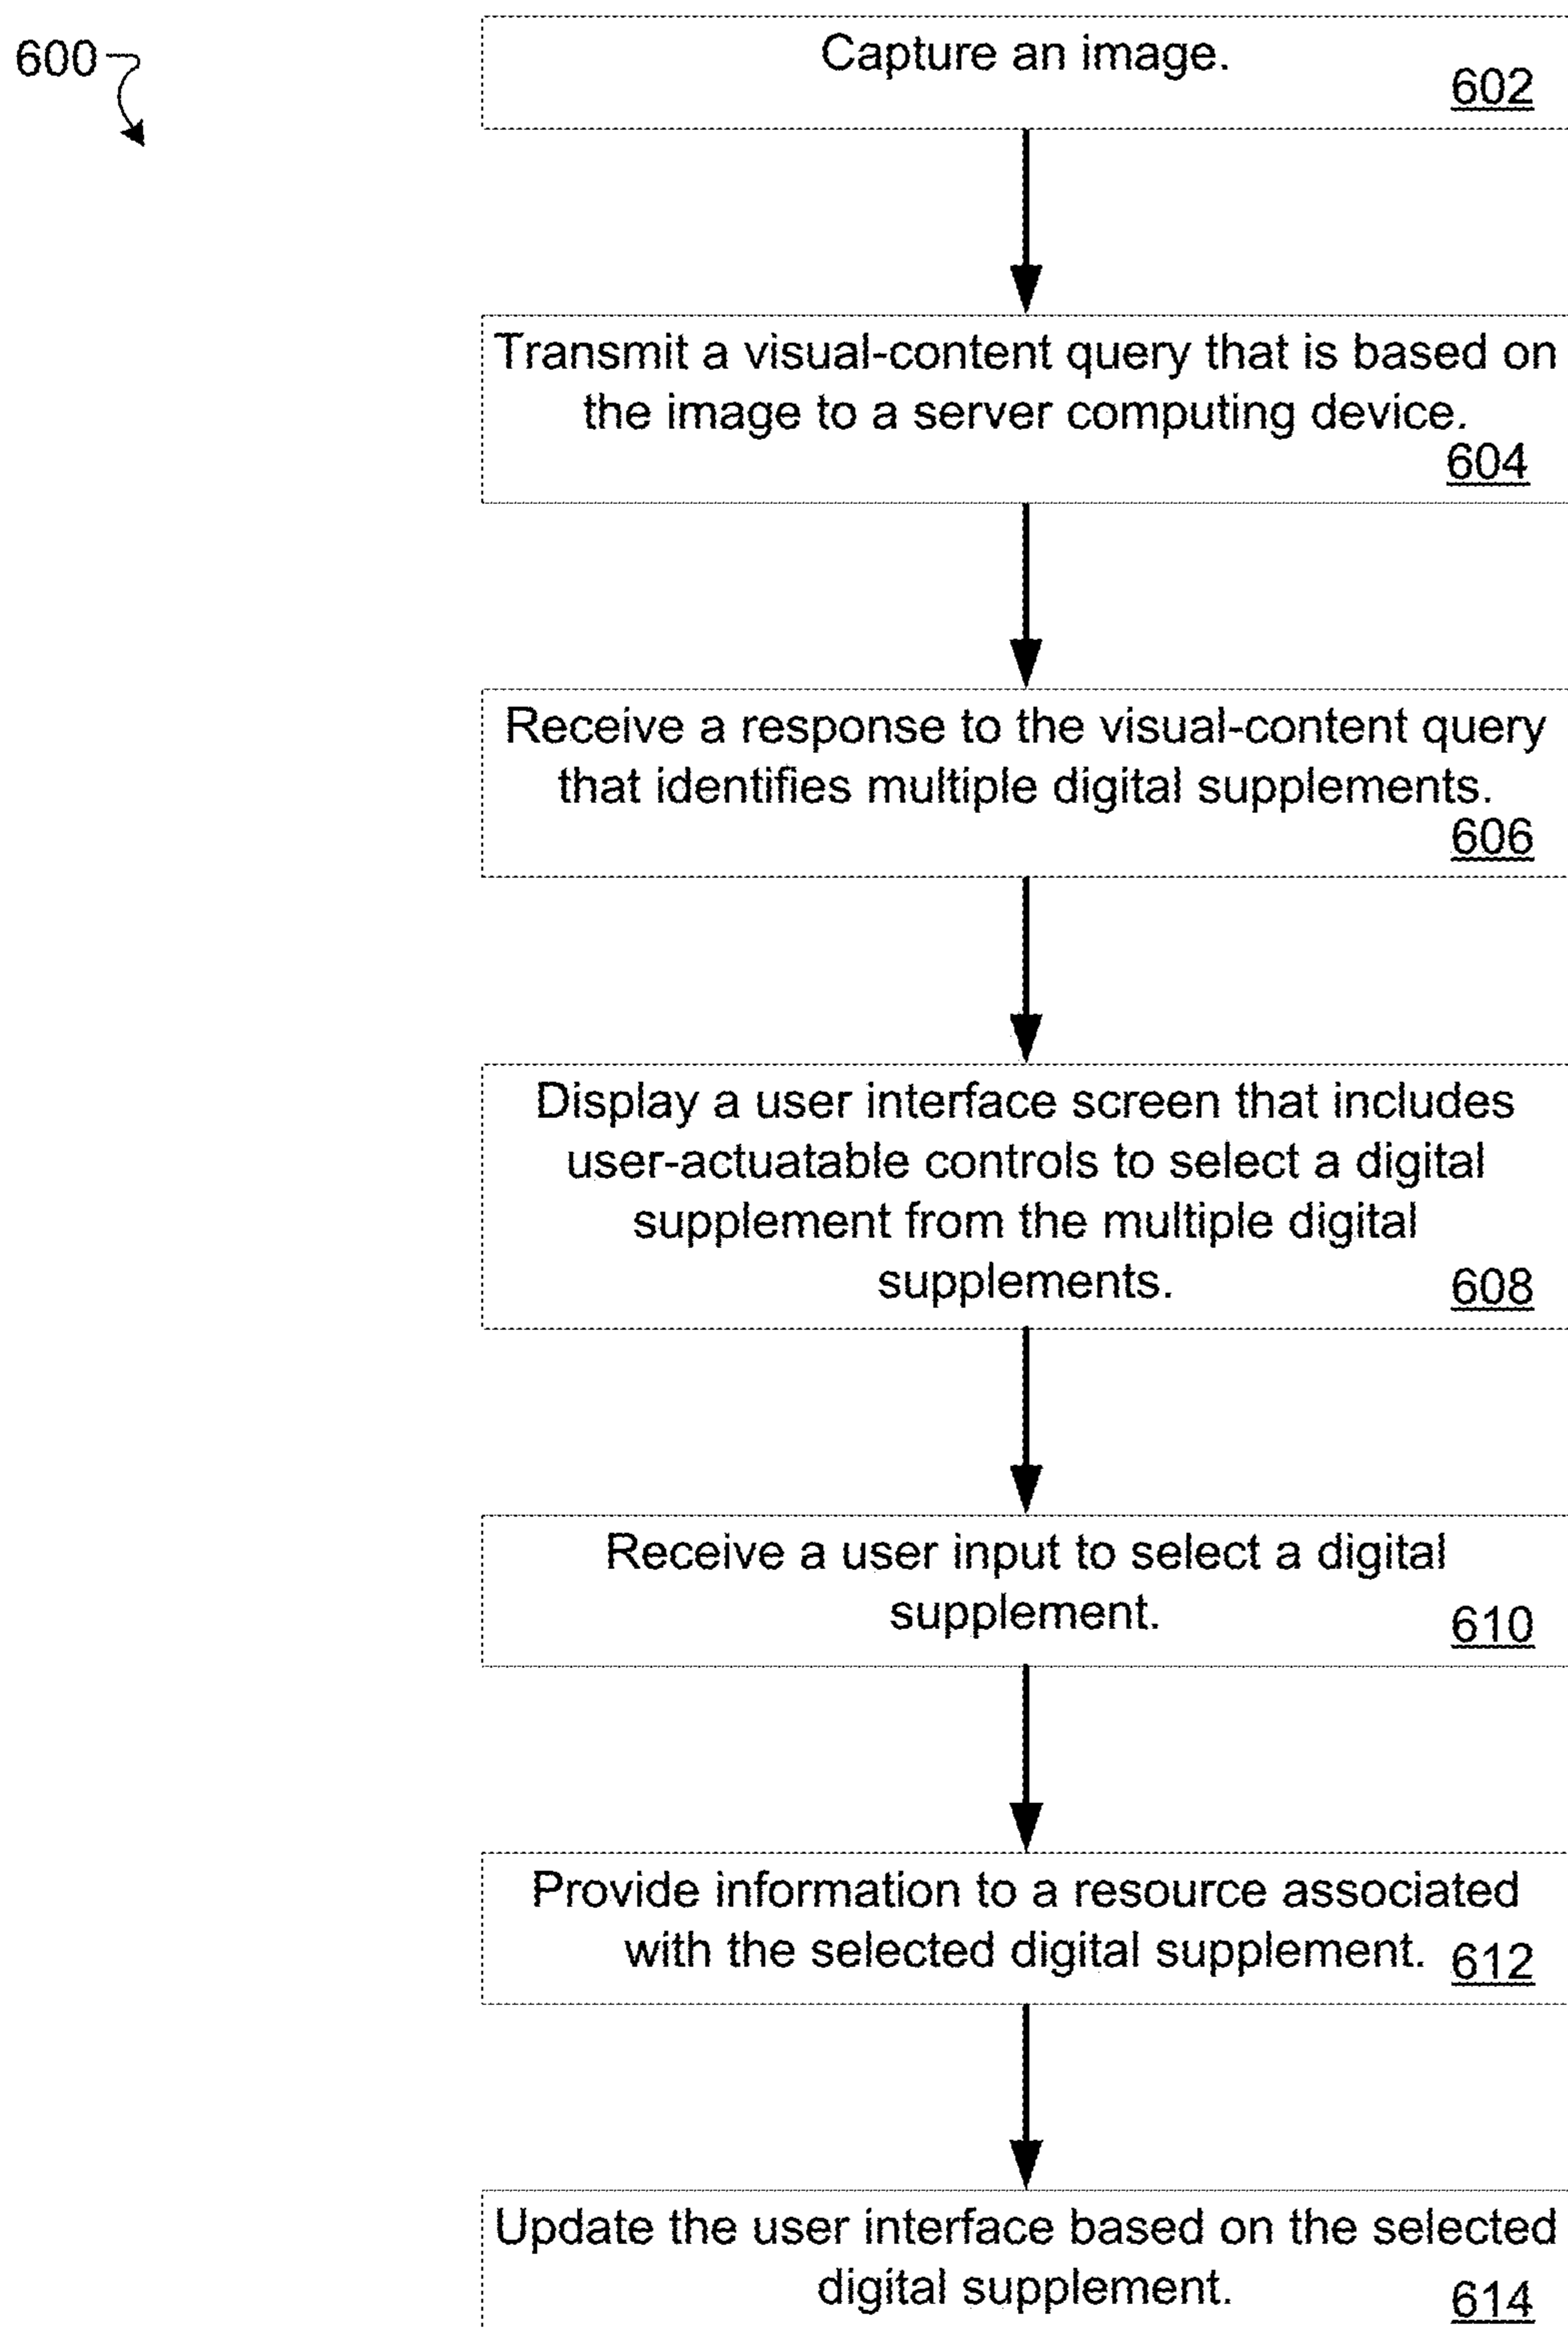 600
Capture an image.
602
Transmit a visual-content query that is based on
the image to a server computing device.
604
Receive a response to the visual-content query
that identifies multiple digital supplements.
606
Display a user interface screen that includes
user-actuatable controls to select a digital
supplement from the multiple digital
supplements.
608
Receive a user input to select a digital
supplement.
610
Provide information to a resource associated
with the selected digital supplement.
612
Update the user interface based on the selected
digital supplement.
614